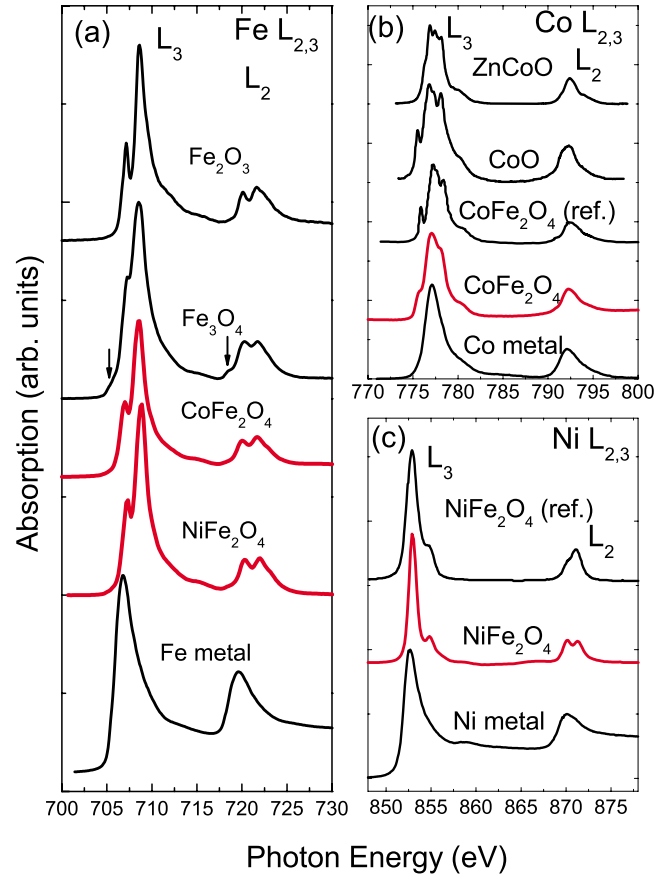 (a) Fe L₂,₃
L₃
L₂
Fe₂O₃
Fe₃O₄
CoFe₂O₄
NiFe₂O₄
Fe metal
700 705 710 715 720 725 730
Absorption (arb. units)
(b) Co L₂,₃
L₃
ZnCoO
L₂
CoO
CoFe₂O₄ (ref.)
CoFe₂O₄
Co metal
770 775 780 785 790 795 800
(c) Ni L₂,₃
L₃
NiFe₂O₄ (ref.)
L₂
NiFe₂O₄
Ni metal
850 855 860 865 870 875
Photon Energy (eV)